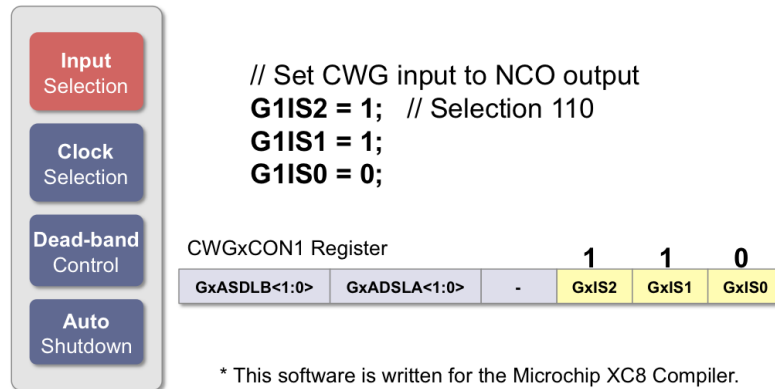 Input
Selection
Clock
Selection
Dead-band
Control
Auto
Shutdown
// Set CWG input to NCO output
G1IS2 = 1; // Selection 110
G1IS1 = 1;
G1IS0 = 0;
CWGxCON1 Register
1 1 0
GxASDLB<1:0> GxADSLA<1:0> - GxIS2 GxIS1 GxIS0
* This software is written for the Microchip XC8 Compiler.